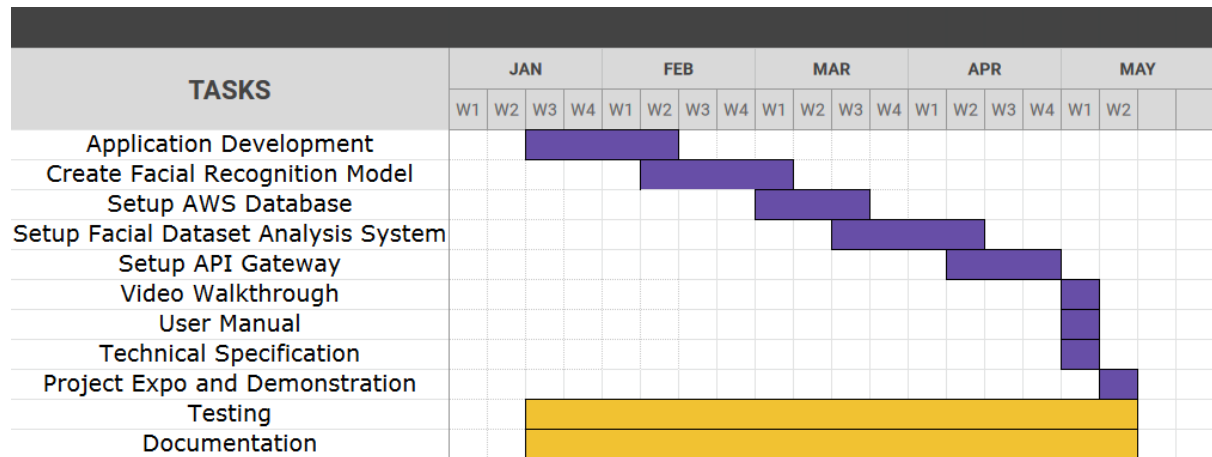 JAN FEB MAR APR MAY
TASKS
W1 W2 W3 W4 W1 W2 W3 W4 W1 W2 W3 W4 W1 W2 W3 W4 W1 W2
Application Development
Create Facial Recognition Model
Setup AWS Database
Setup Facial Dataset Analysis System
Setup API Gateway
Video Walkthrough
User Manual
Technical Specification
Project Expo and Demonstration
Testing
Documentation